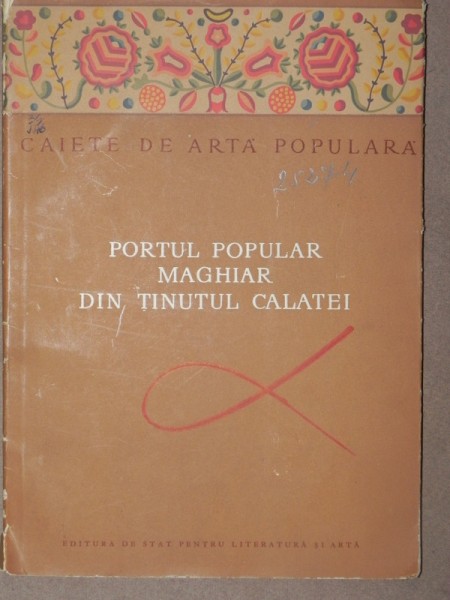 CAIETE DE ARTĂ POPULARĂ
PORTUL POPULAR
MAGHIAR
DIN ȚINUTUL CALATEI
EDITURA DE STAT PENTRU LITERATURĂ ȘI ARTĂ